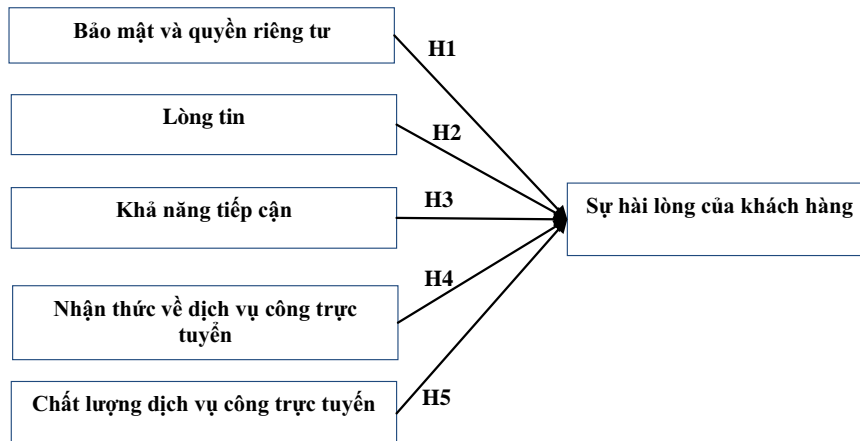 Bảo mật và quyền riêng tư
H1
Lòng tin
H2
Khả năng tiếp cận
H3
Sự hài lòng của khách hàng
Nhận thức về dịch vụ công trực
tuyển
H4
Chất lượng dịch vụ công trực tuyến
H5